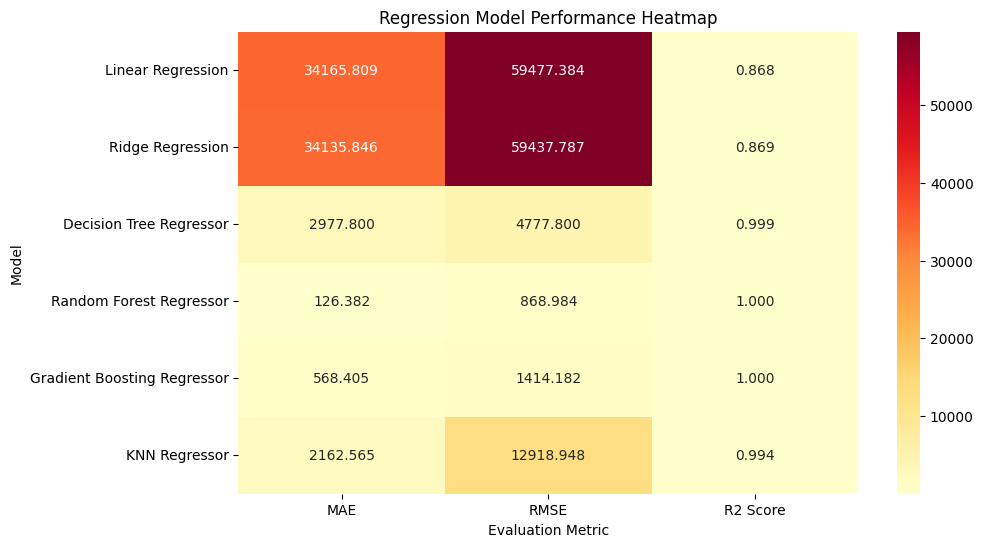 Regression Model Performance Heatmap
Linear Regression 34165.809 59477.384 0.868
Ridge Regression 34135.846 59437.787 0.869
Decision Tree Regressor 2977.800 4777.800 0.999
Random Forest Regressor 126.382 868.984 1.000
Gradient Boosting Regressor 568.405 1414.182 1.000
KNN Regressor 2162.565 12918.948 0.994
MAE RMSE R2 Score
Evaluation Metric
Model
50000
40000
30000
20000
10000